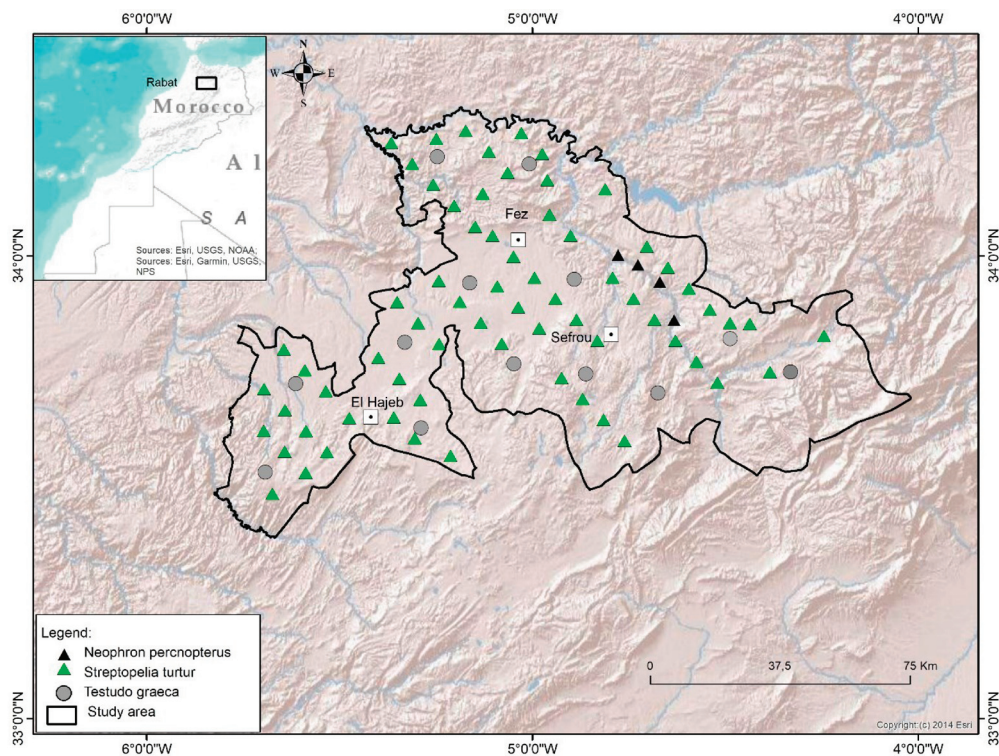 6°0'0"W 5°0'0"W 4°0'0"W
N
W E
S
Rabat
Morocco
Al
S A
Sources: Esri, USGS, NOAA;
Sources: Esri, Garmin, USGS,
NPS
34°0'0"N
34°0'0"N
Fez
Sefrou
El Hajeb
Legend:
Neophron percnopterus
Streptopelia turtur
Testudo graeca
Study area
0 37,5 75 Km
Copyright (c) 2014 Esri
33°0'0"N
33°0'0"N
6°0'0"W 5°0'0"W 4°0'0"W